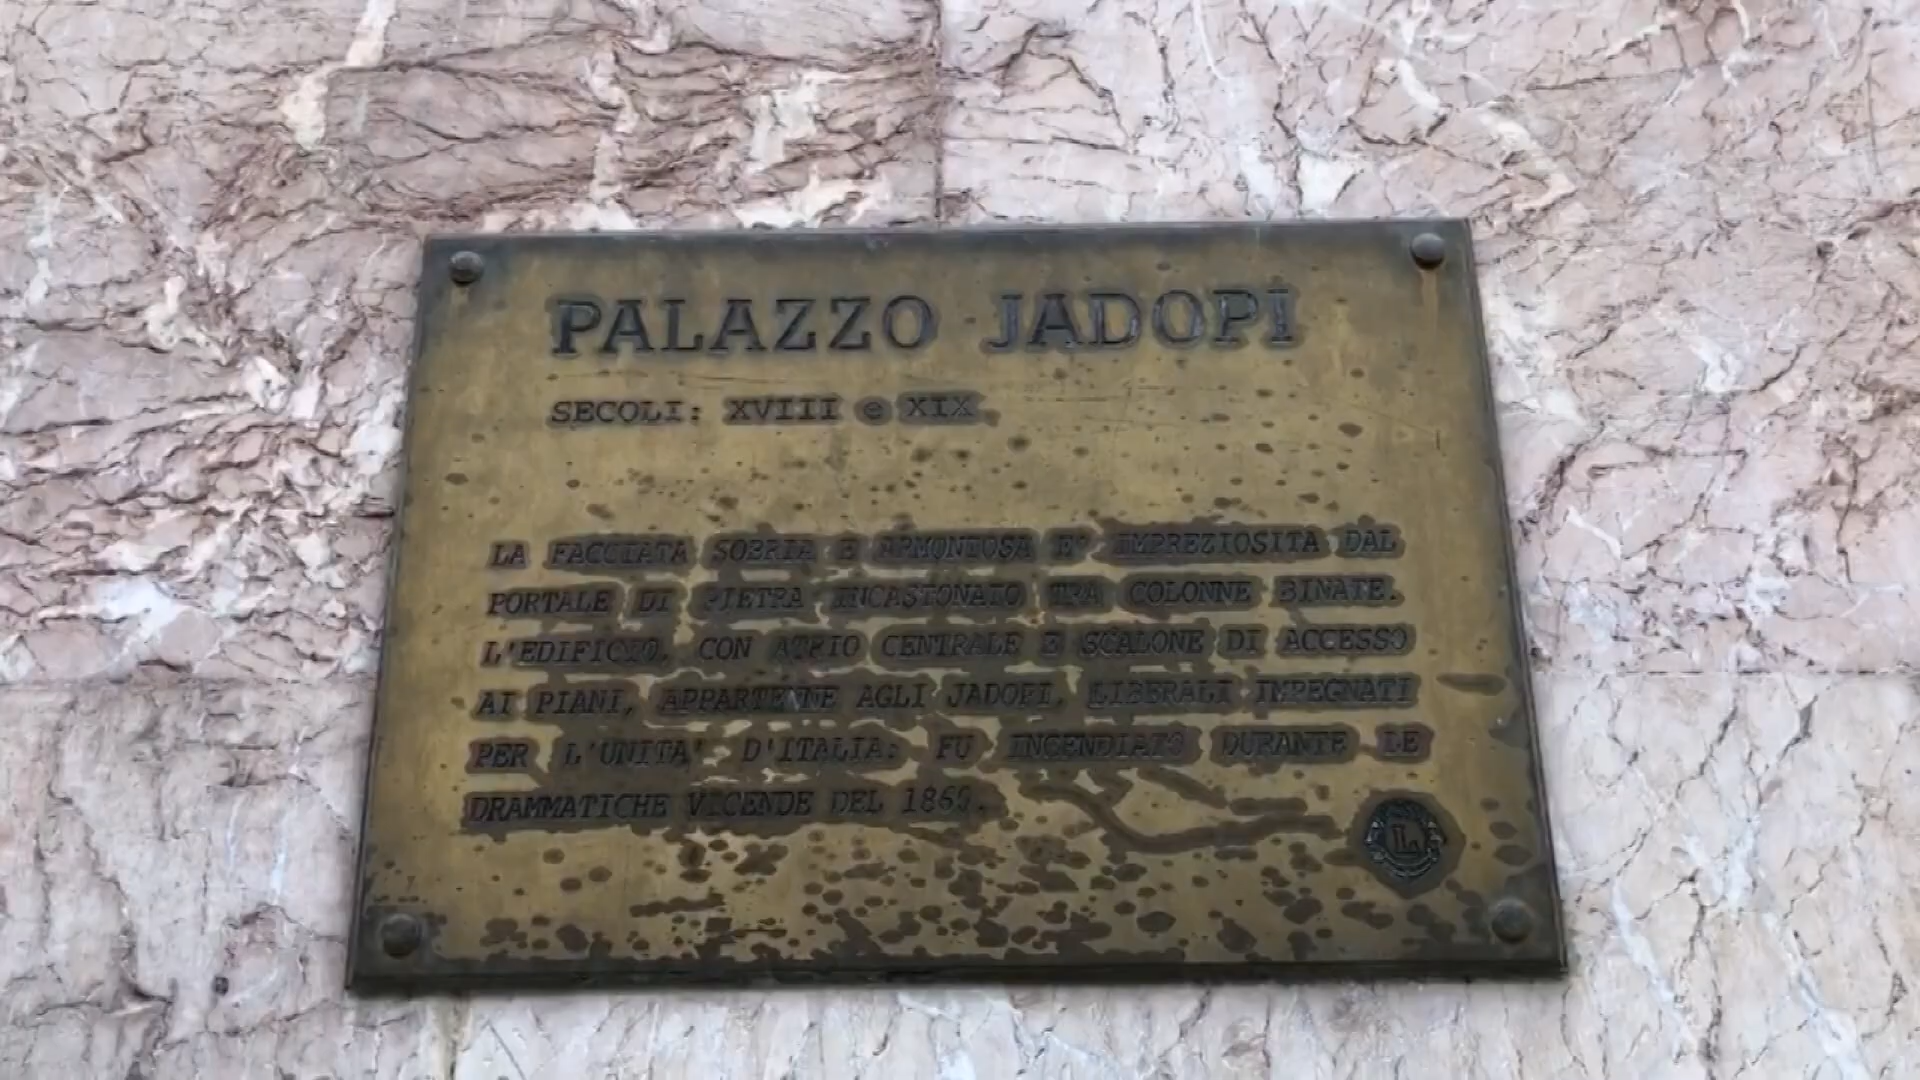 PALAZZO JADOPI
SECOLI: XVIII e XIX
LA FACCIATA SOBRIA E ARMONIOSA E' IMPREZIOSITA DAL
PORTALE DI PIETRA INCASTONATO TRA COLONNE BINATE.
L'EDIFICIO, CON ATRIO CENTRALE E SCALONE DI ACCESSO
AI PIANI, APPARTENNE AGLI JADOPI, LIBERALI IMPEGNATI
PER L'UNITA' D'ITALIA: FU INCENDIATO DURANTE LE
DRAMMATICHE VICENDE DEL
L